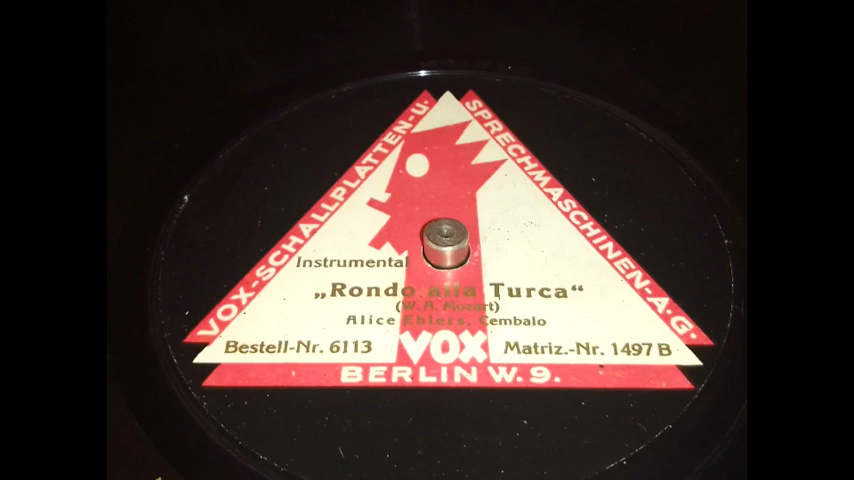 VOX-SCHALLPLATTEN-U.
SPRECHMASCHINEN-A.G.
Instrumental
„Rondo alla Turca“
(W. A. Mozart)
Alice Ehlers, Cembalo
Bestell-Nr. 6113
VOX
Matriz.-Nr. 1497 B
BERLIN W. 9.